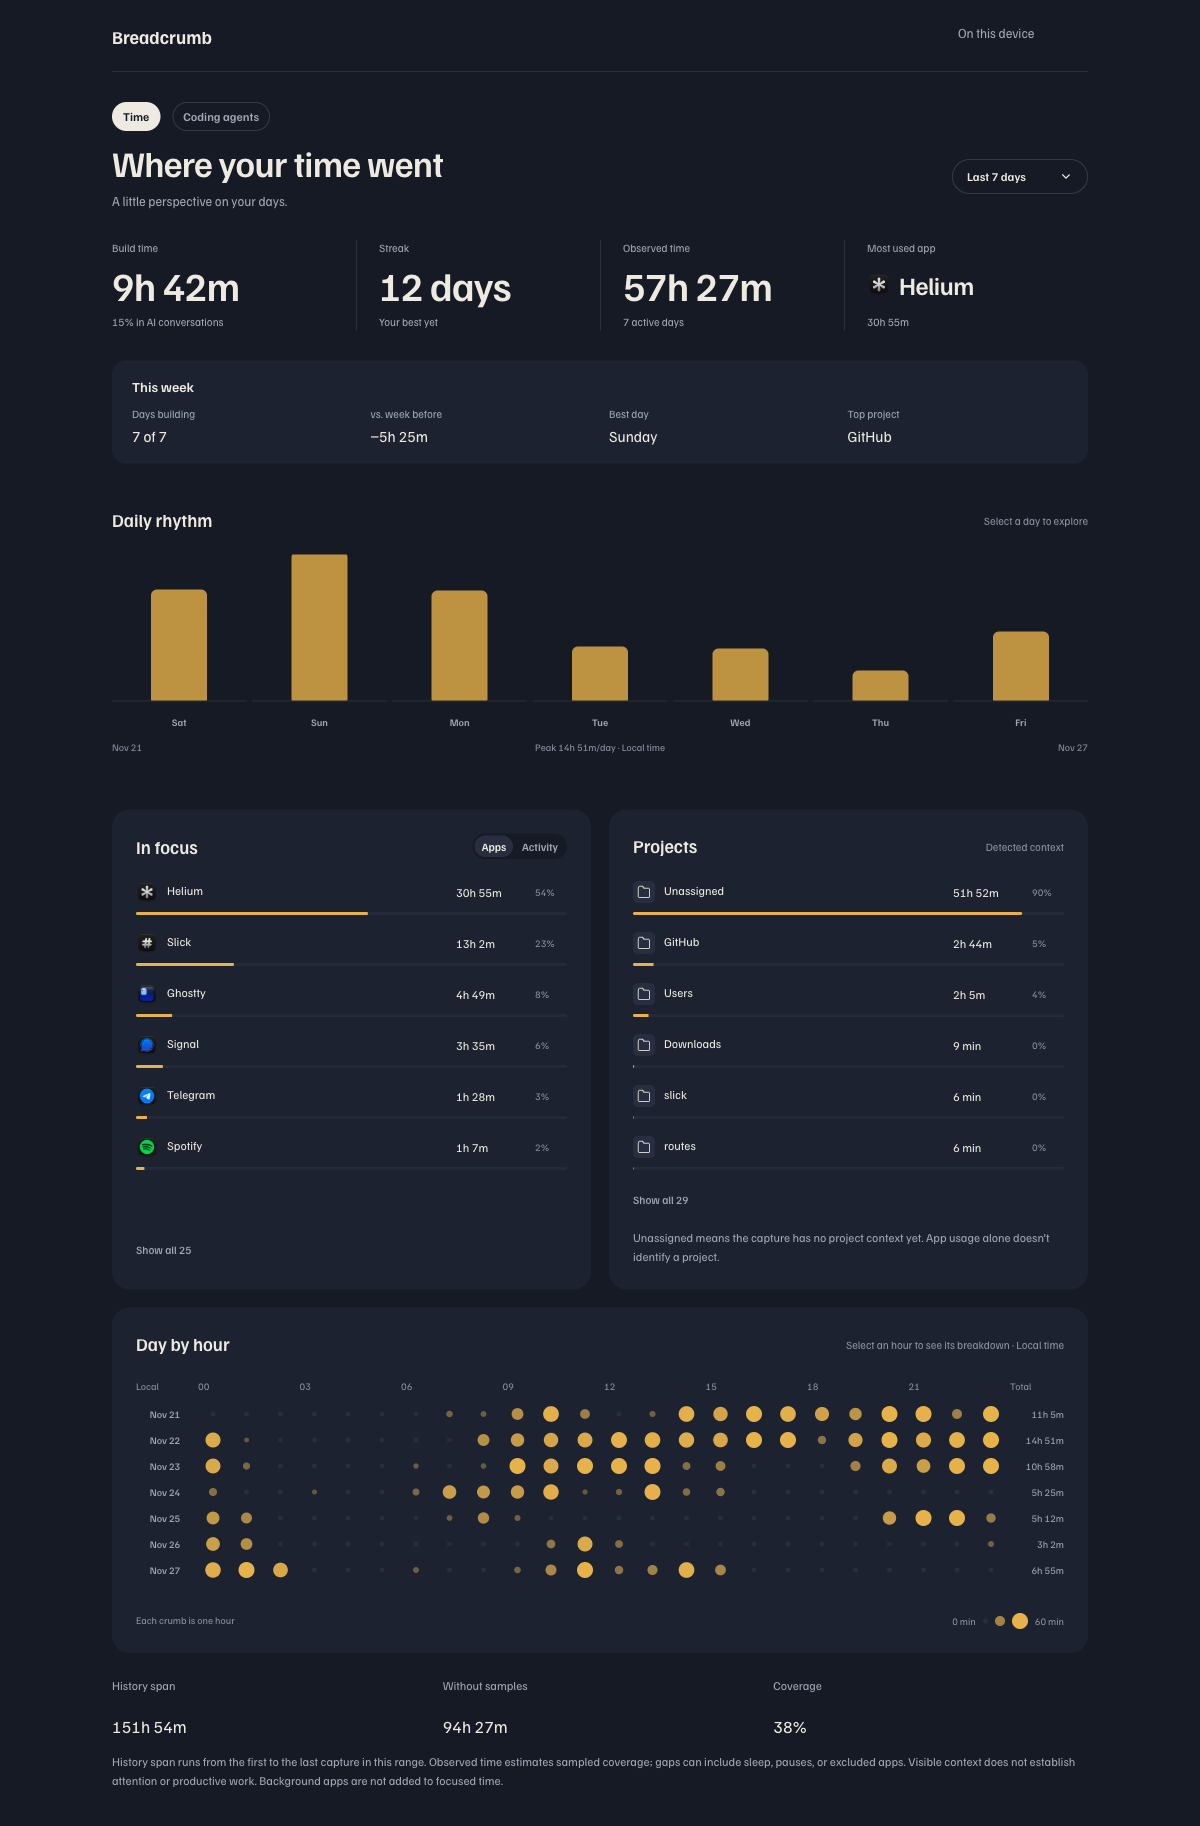 Breadcrumb
On this device
Time
Coding agents
Where your time went
Last 7 days
A little perspective on your days.
Build time
Streak
Observed time
Most used app
9h 42m
12 days
57h 27m
Helium
15% in AI conversations
Your best yet
7 active days
30h 55m
This week
Days building
vs. week before
Best day
Top project
7 of 7
−5h 25m
Sunday
GitHub
Daily rhythm
Select a day to explore
Sat
Sun
Mon
Tue
Wed
Thu
Fri
Nov 21
Peak 14h 51m/day · Local time
Nov 27
In focus
Apps
Activity
Helium 30h 55m 54%
Slick 13h 2m 23%
Ghostty 4h 49m 8%
Signal 3h 35m 6%
Telegram 1h 28m 3%
Spotify 1h 7m 2%
Show all 25
Projects
Detected context
Unassigned 51h 52m 90%
GitHub 2h 44m 5%
Users 2h 5m 4%
Downloads 9 min 0%
slick 6 min 0%
routes 6 min 0%
Show all 29
Unassigned means the capture has no project context yet. App usage alone doesn't
identify a project.
Day by hour
Select an hour to see its breakdown · Local time
Local 00 03 06 09 12 15 18 21 Total
Nov 21 11h 5m
Nov 22 14h 51m
Nov 23 10h 58m
Nov 24 5h 25m
Nov 25 5h 12m
Nov 26 3h 2m
Nov 27 6h 55m
Each crumb is one hour
0 min 60 min
History span
Without samples
Coverage
151h 54m
94h 27m
38%
History span runs from the first to the last capture in this range. Observed time estimates sampled coverage; gaps can include sleep, pauses, or excluded apps. Visible context does not establish
attention or productive work. Background apps are not added to focused time.